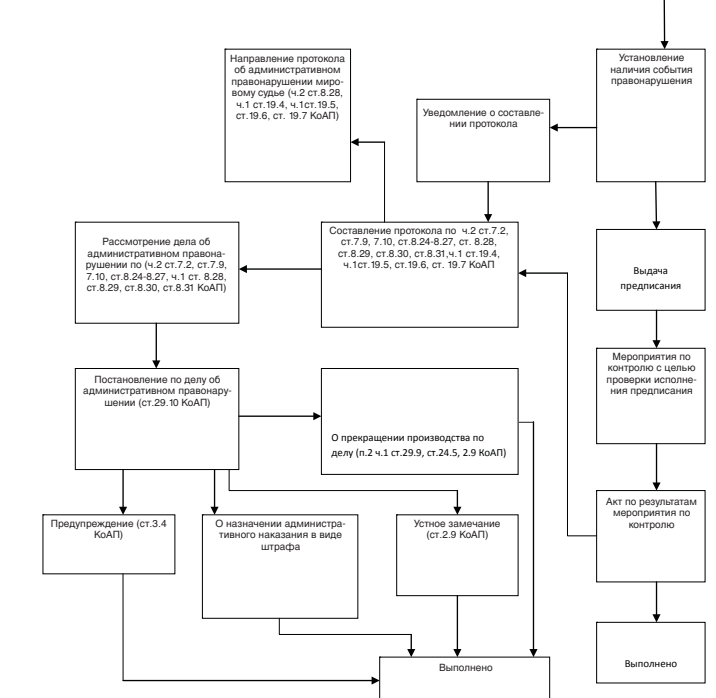 Направление протокола
об административном
правонарушении миро-
вому судье (ч.2 ст.8.28,
ч.1 ст.19.4, ч.1ст.19.5,
ст.19.6, ст. 19.7 КоАП)
Установление
наличия события
правонарушения
Уведомление о составле-
нии протокола
Рассмотрение дела об
административном правона-
рушении по (ч.2 ст.7.2, ст.7.9,
7.10, ст.8.24-8.27, ч.1 ст. 8.28,
ст.8.29, ст.8.30, ст.8.31 КоАП)
Составление протокола по ч.2 ст.7.2,
ст.7.9, 7.10, ст.8.24-8.27, ст. 8.28,
ст.8.29, ст.8.30, ст.8.31,ч.1 ст.19.4,
ч.1ст.19.5, ст.19.6, ст. 19.7 КоАП
Выдача
предписания
Мероприятия по
контролю с целью
проверки исполне-
ния предписания
Постановление по делу об
административном правонару-
шении (ст.29.10 КоАП)
О прекращении производства по
делу (п.2 ч.1 ст.29.9, ст.24.5, 2.9 КоАП)
Акт по результатам
мероприятия по
контролю
Предупреждение (ст.3.4
КоАП)
О назначении администра-
тивного наказания в виде
штрафа
Устное замечание
(ст.2.9 КоАП)
Выполнено
Выполнено